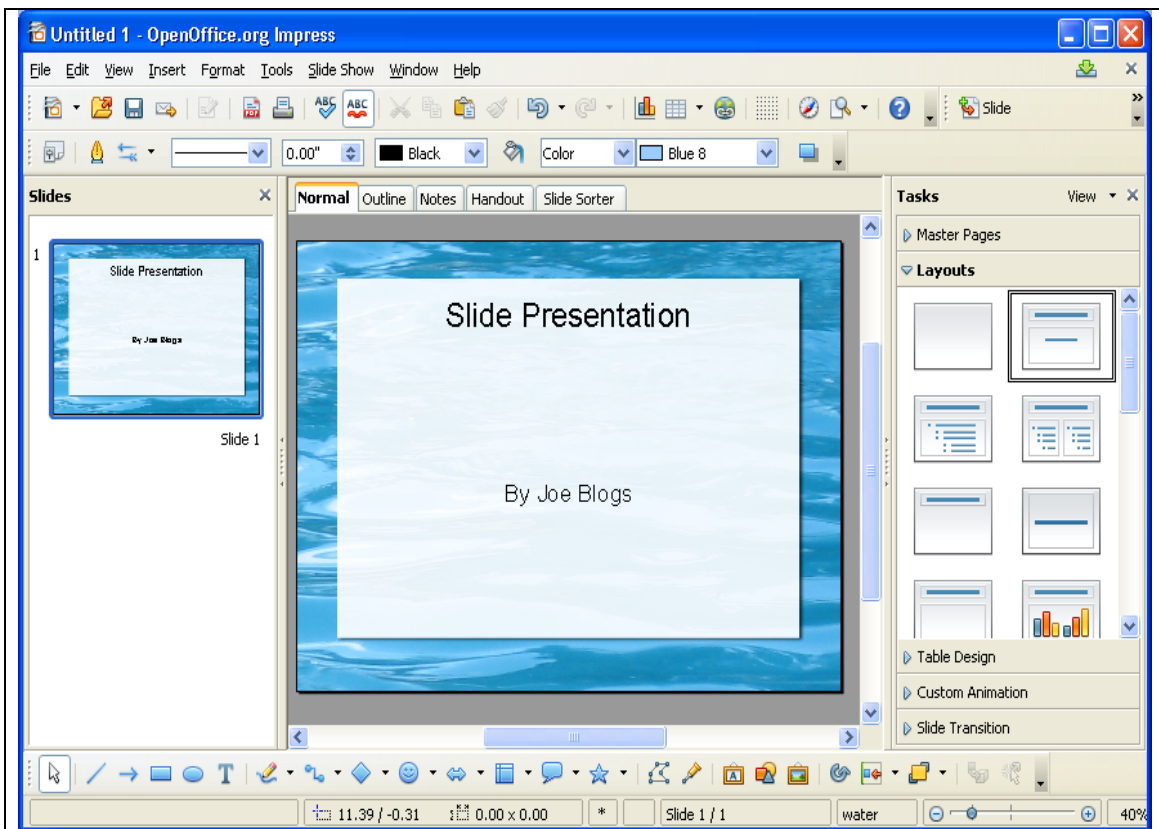 Untitled 1 - OpenOffice.org Impress
File Edit View Insert Format Tools Slide Show Window Help
PDF ABC ABC Slide
0.00" Black Color Blue 8
Slides
1
Slide Presentation
By Joe Blogs
Slide 1
Normal Outline Notes Handout Slide Sorter
Slide Presentation
By Joe Blogs
Tasks View
Master Pages
Layouts
Table Design
Custom Animation
Slide Transition
T A
11.39 / -0.31 0.00 x 0.00 * Slide 1 / 1 water 40%